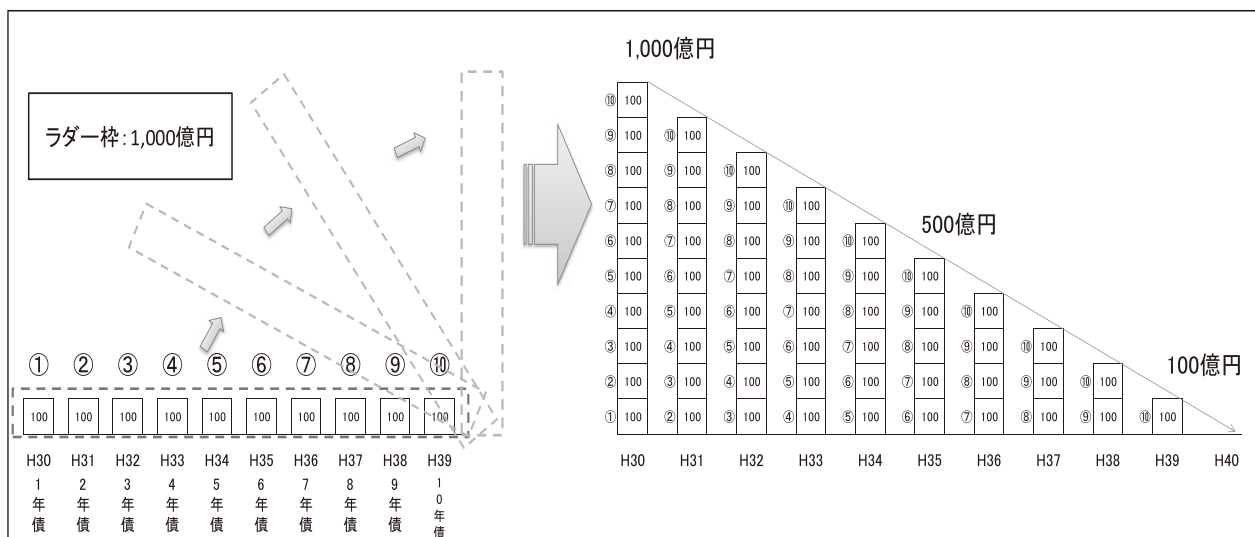 ラダー枠：1,000億円
① ② ③ ④ ⑤ ⑥ ⑦ ⑧ ⑨ ⑩
100 100 100 100 100 100 100 100 100 100
H30 H31 H32 H33 H34 H35 H36 H37 H38 H39
1年債 2年債 3年債 4年債 5年債 6年債 7年債 8年債 9年債 10年債
1,000億円
⑩ 100
⑨ 100 ⑩ 100
⑧ 100 ⑨ 100 ⑩ 100
⑦ 100 ⑧ 100 ⑨ 100 ⑩ 100
500億円
⑥ 100 ⑦ 100 ⑧ 100 ⑨ 100 ⑩ 100
⑤ 100 ⑥ 100 ⑦ 100 ⑧ 100 ⑨ 100 ⑩ 100
④ 100 ⑤ 100 ⑥ 100 ⑦ 100 ⑧ 100 ⑨ 100 ⑩ 100
③ 100 ④ 100 ⑤ 100 ⑥ 100 ⑦ 100 ⑧ 100 ⑨ 100 ⑩ 100
100億円
② 100 ③ 100 ④ 100 ⑤ 100 ⑥ 100 ⑦ 100 ⑧ 100 ⑨ 100 ⑩ 100
① 100 ② 100 ③ 100 ④ 100 ⑤ 100 ⑥ 100 ⑦ 100 ⑧ 100 ⑨ 100 ⑩ 100
H30 H31 H32 H33 H34 H35 H36 H37 H38 H39 H40